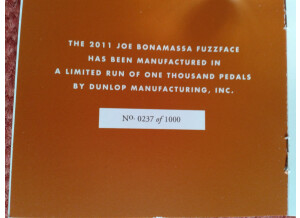 THE 2011 JOE BONAMASSA FUZZFACE
HAS BEEN MANUFACTURED IN
A LIMITED RUN OF ONE THOUSAND PEDALS
BY DUNLOP MANUFACTURING, INC.
No. 0237 of 1000